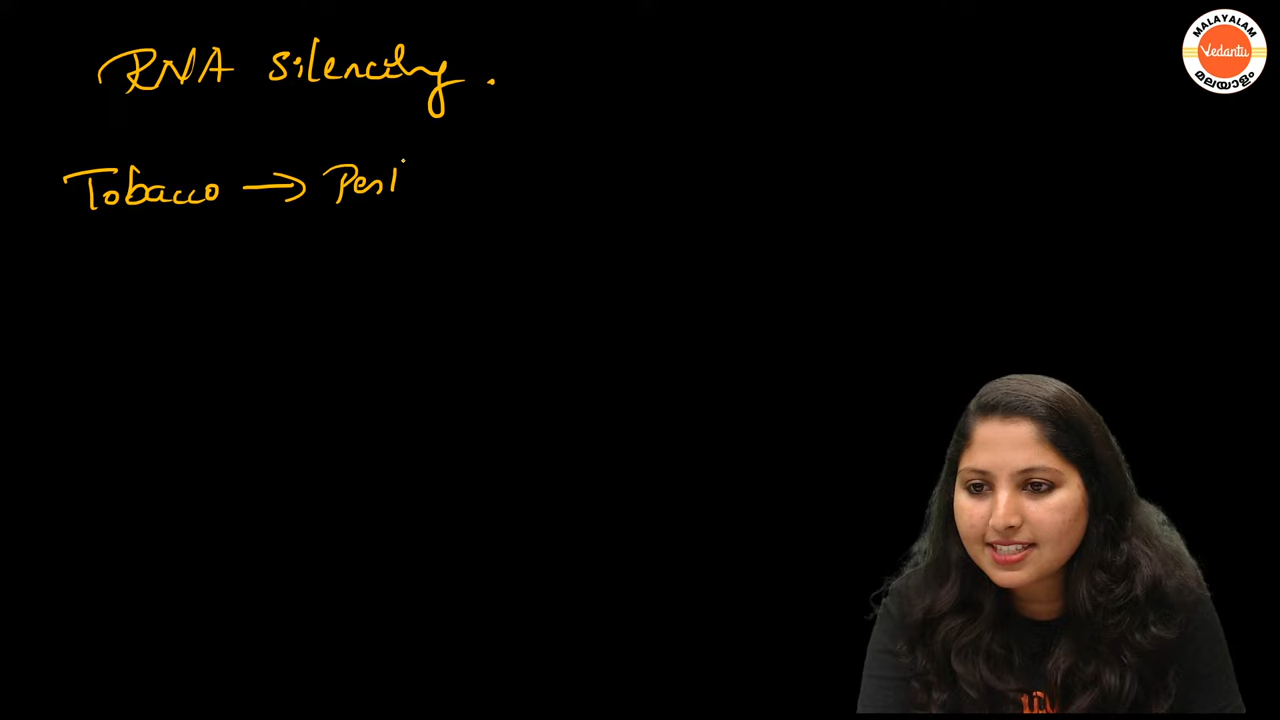 RNA silencing.
Tobacco → Pest
MALAYALAM
Vedantu
മലയാളം